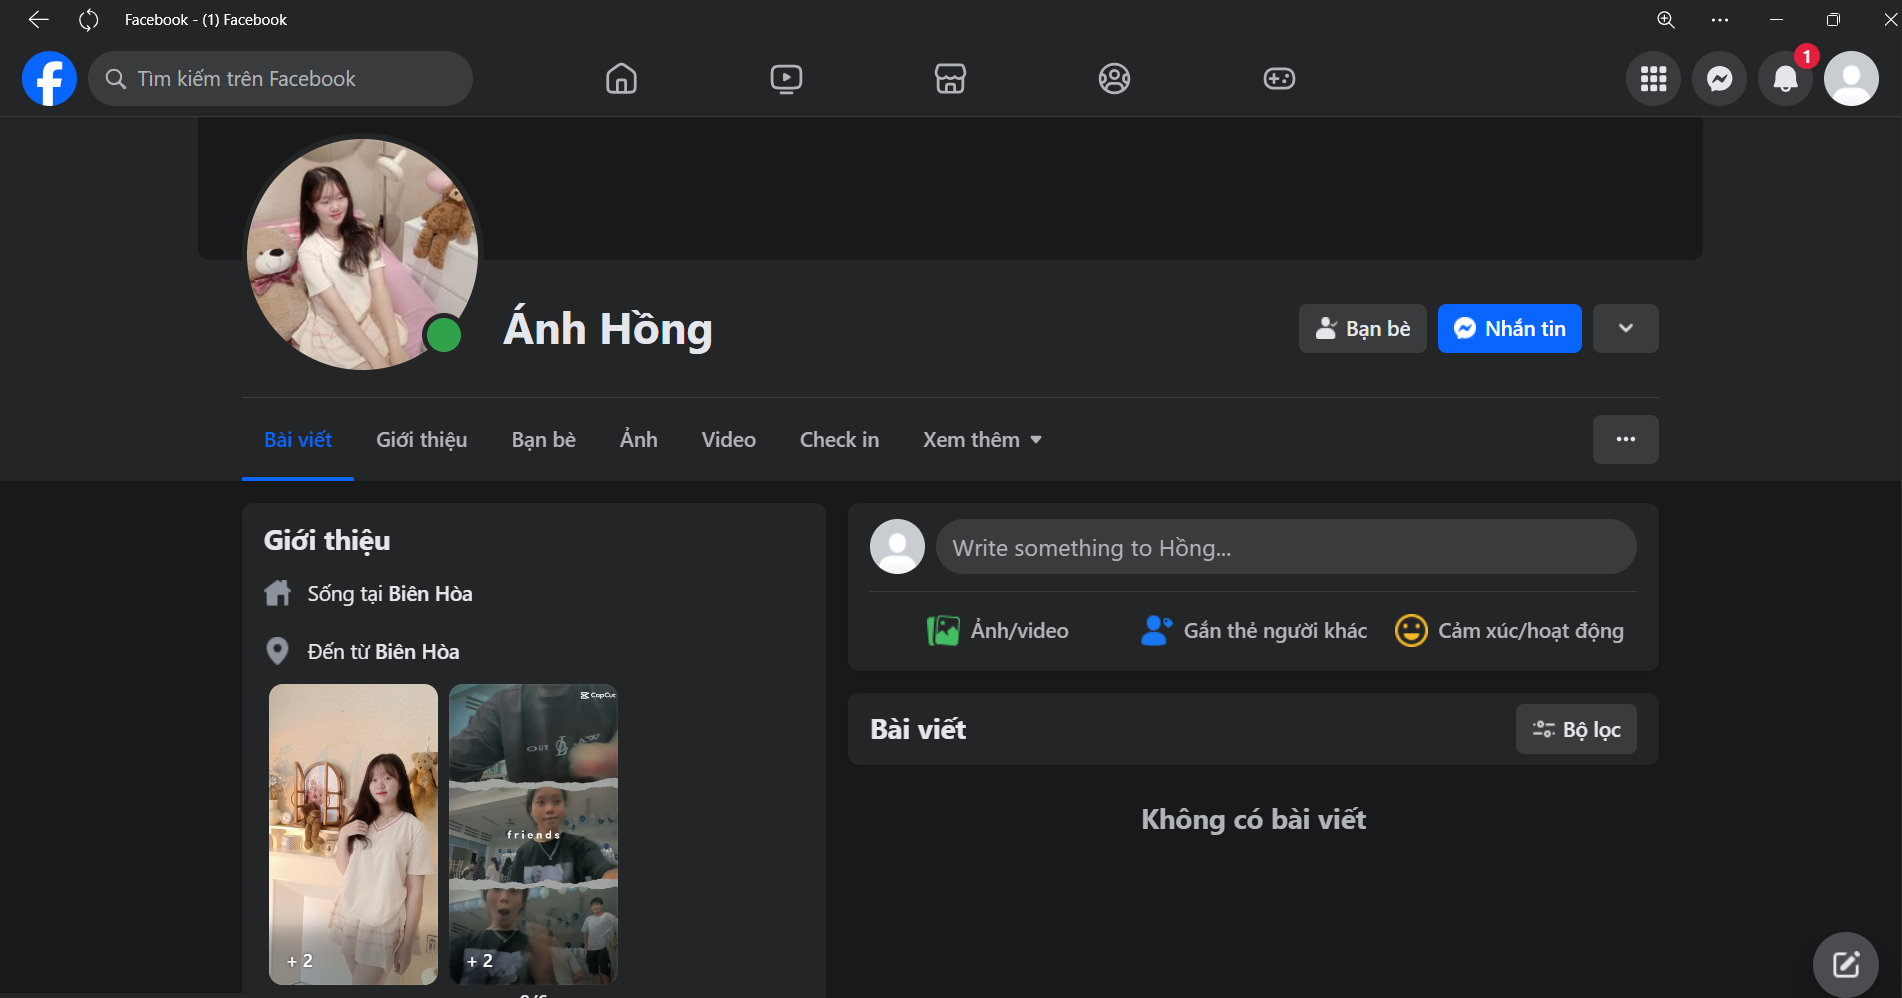 Facebook - (1) Facebook
Tìm kiếm trên Facebook
1
Ánh Hồng
Bạn bè
Nhắn tin
Bài viết
Giới thiệu
Bạn bè
Ảnh
Video
Check in
Xem thêm
Giới thiệu
Sống tại Biên Hòa
Đến từ Biên Hòa
+ 2
CapCut
friends
+ 2
Write something to Hồng...
Ảnh/video
Gắn thẻ người khác
Cảm xúc/hoạt động
Bài viết
Bộ lọc
Không có bài viết